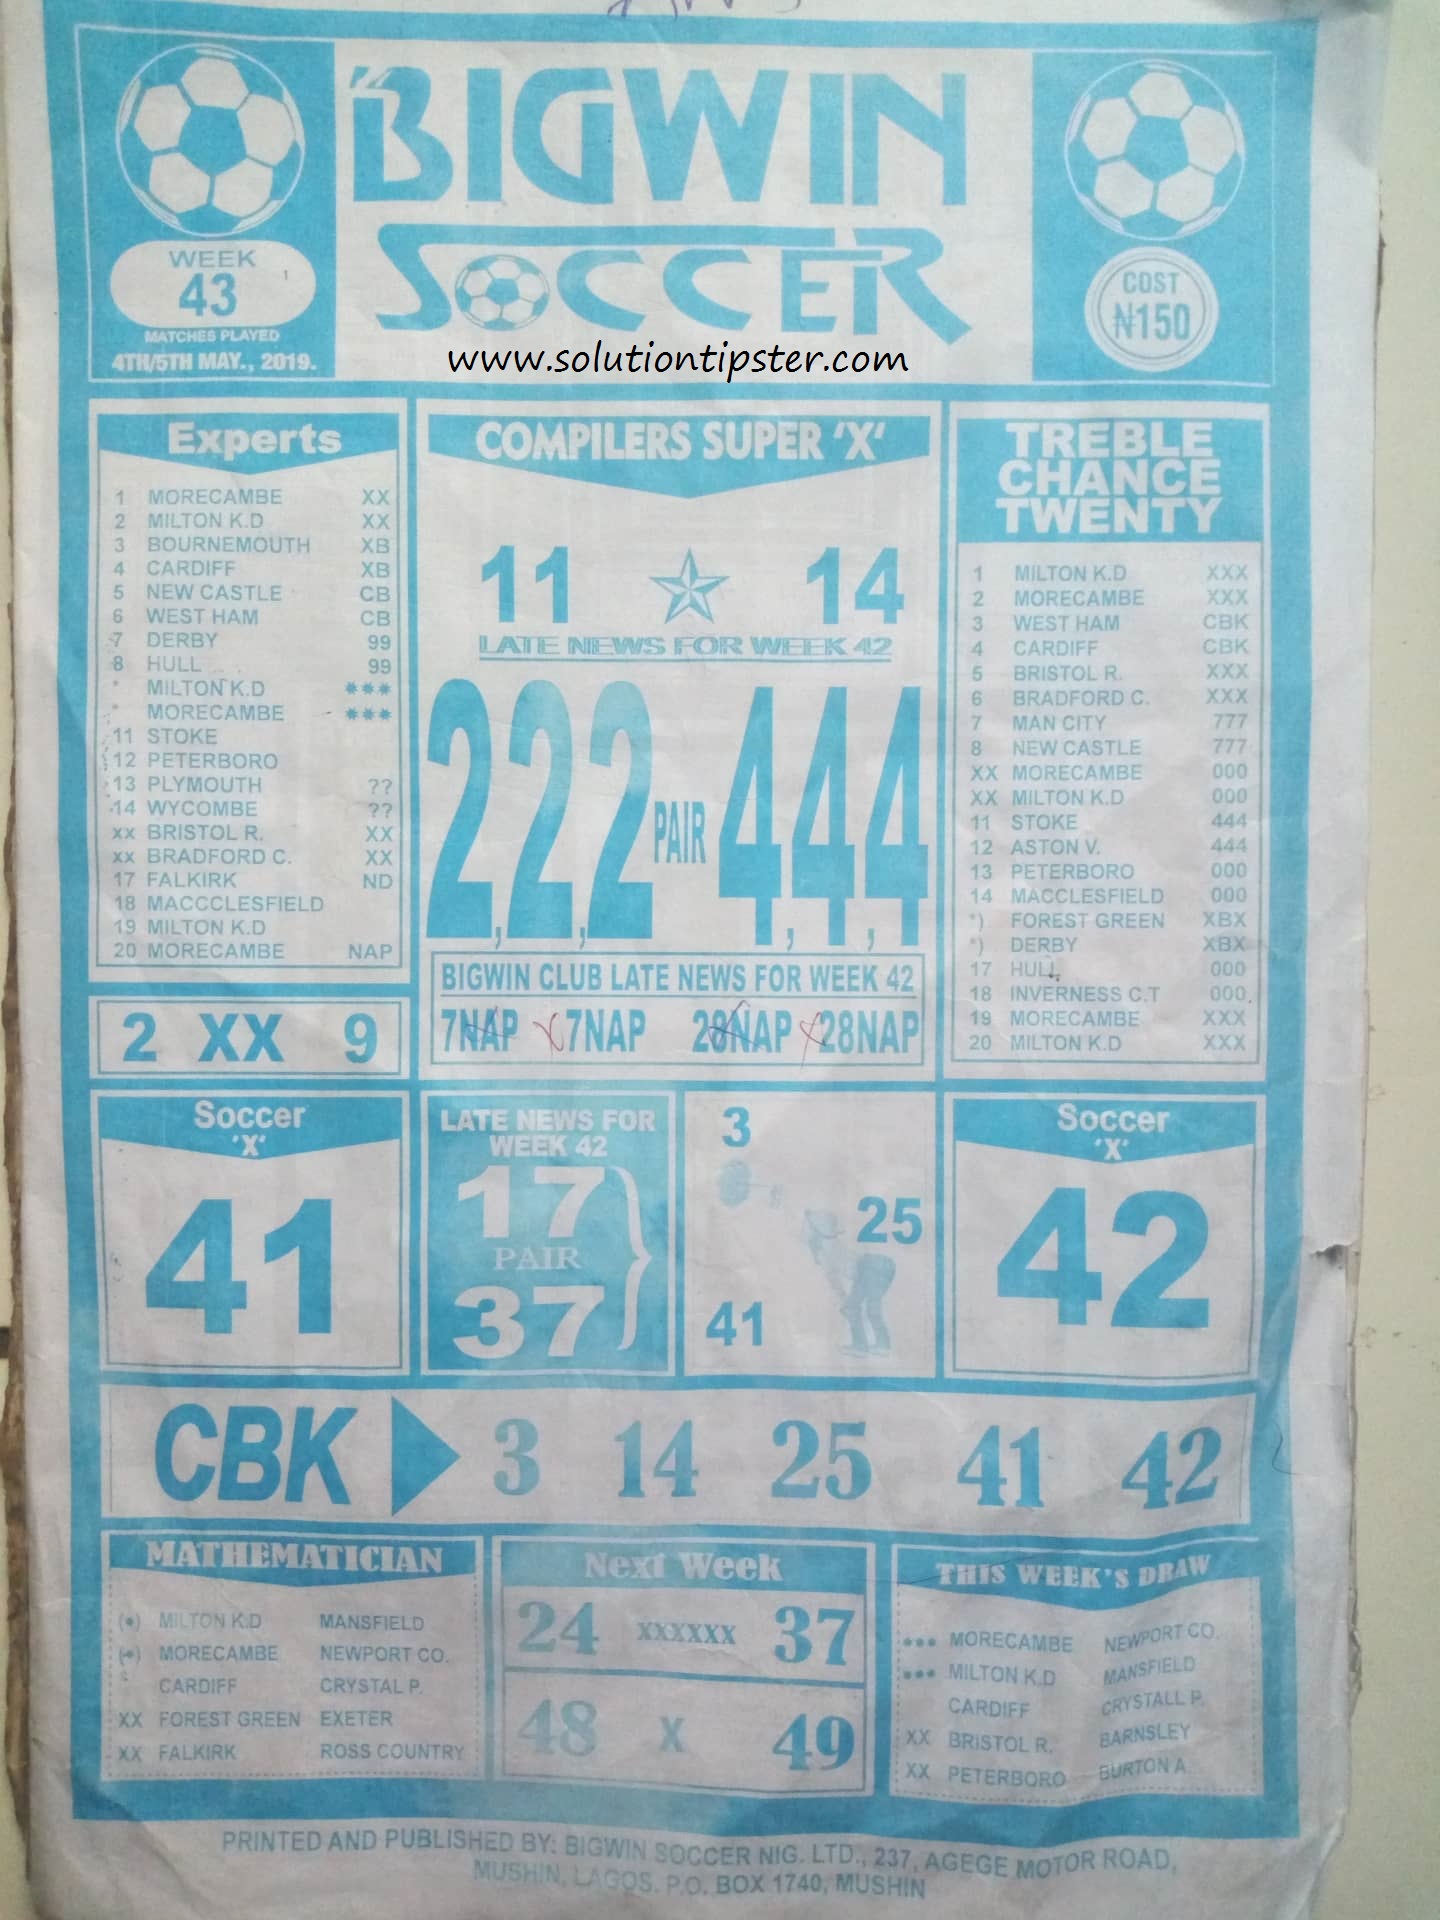 BIGWIN
SOCCER
www.solutiontipster.com
WEEK
43
MATCHES PLAYED
4TH/5TH MAY., 2019.
COST
₦150
Experts
1 MORECAMBE XX
2 MILTON K.D XX
3 BOURNEMOUTH XB
4 CARDIFF XB
5 NEW CASTLE CB
6 WEST HAM CB
7 DERBY 99
8 HULL 99
* MILTON K.D ***
* MORECAMBE ***
11 STOKE
12 PETERBORO
13 PLYMOUTH ??
14 WYCOMBE ??
xx BRISTOL R. XX
xx BRADFORD C. XX
17 FALKIRK ND
18 MACCCLESFIELD
19 MILTON K.D
20 MORECAMBE NAP
2 XX 9
COMPILERS SUPER 'X'
11 14
LATE NEWS FOR WEEK 42
2,2,2 PAIR 4,4,4
BIGWIN CLUB LATE NEWS FOR WEEK 42
7NAP X 7NAP 28NAP X 28NAP
TREBLE
CHANCE
TWENTY
1 MILTON K.D XXX
2 MORECAMBE XXX
3 WEST HAM CBK
4 CARDIFF CBK
5 BRISTOL R. XXX
6 BRADFORD C. XXX
7 MAN CITY 777
8 NEW CASTLE 777
XX MORECAMBE 000
XX MILTON K.D 000
11 STOKE 444
12 ASTON V. 444
13 PETERBORO 000
14 MACCLESFIELD 000
*) FOREST GREEN XBX
*) DERBY XBX
17 HULL 000
18 INVERNESS C.T 000
19 MORECAMBE XXX
20 MILTON K.D XXX
Soccer
'X'
41
LATE NEWS FOR
WEEK 42
17
PAIR
37
3
25
41
Soccer
'X'
42
CBK 3 14 25 41 42
MATHEMATICIAN
(•) MILTON K.D MANSFIELD
(•) MORECAMBE NEWPORT CO.
CARDIFF CRYSTAL P.
XX FOREST GREEN EXETER
XX FALKIRK ROSS COUNTRY
Next Week
24 XXXXXX 37
48 X 49
THIS WEEK'S DRAW
••• MORECAMBE NEWPORT CO.
••• MILTON K.D MANSFIELD
CARDIFF CRYSTALL P.
XX BRISTOL R. BARNSLEY
XX PETERBORO BURTON A.
PRINTED AND PUBLISHED BY: BIGWIN SOCCER NIG. LTD., 237, AGEGE MOTOR ROAD,
MUSHIN, LAGOS. P.O. BOX 1740, MUSHIN